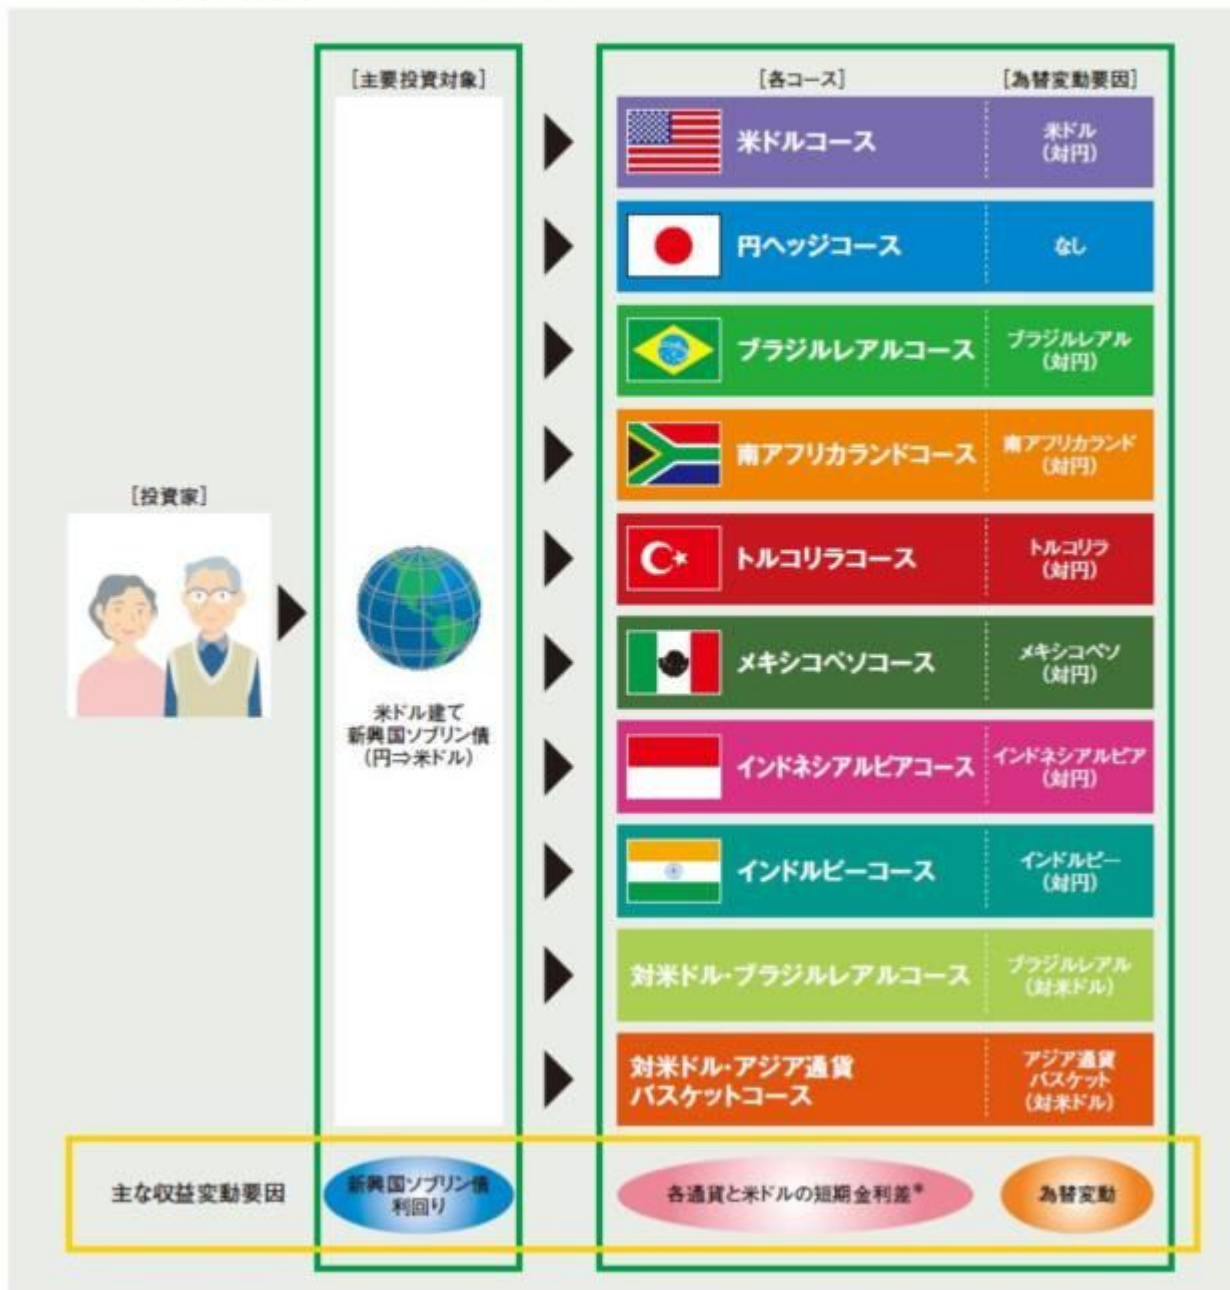 [主要投資対象]
[各コース]
[為替変動要因]
米ドルコース
米ドル
(対円)
円ヘッジコース
なし
ブラジルレアルコース
ブラジルレアル
(対円)
南アフリカランドコース
南アフリカランド
(対円)
[投資家]
トルコリラコース
トルコリラ
(対円)
メキシコペソコース
メキシコペソ
(対円)
米ドル建て
新興国ソブリン債
(円⇒米ドル)
インドネシアルピアコース
インドネシアルピア
(対円)
インドルピーコース
インドルピー
(対円)
対米ドル・ブラジルレアルコース
ブラジルレアル
(対米ドル)
対米ドル・アジア通貨
バスケットコース
アジア通貨
バスケット
(対米ドル)
主な収益変動要因
新興国ソブリン債
利回り
各通貨と米ドルの短期金利差*
為替変動